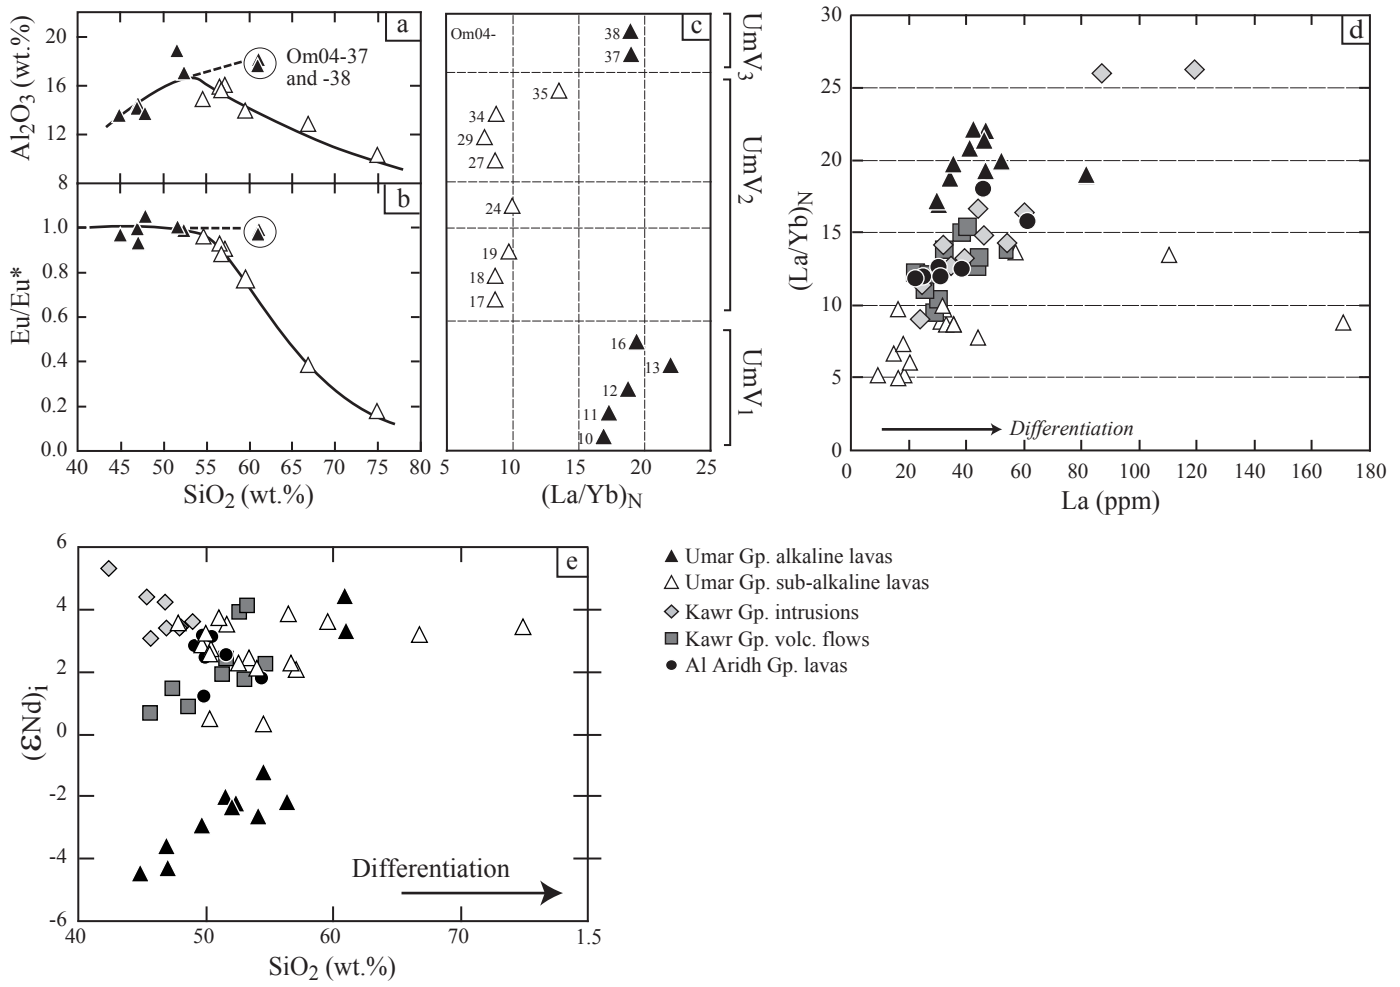 a
Al2O3 (wt.%)
20
16
12
8
Om04-37
and -38
b
Eu/Eu*
1.0
0.8
0.6
0.4
0.2
0.0
40
45
50
55
60
65
70
75
80
SiO2 (wt.%)
c
Om04-
38
37
35
34
29
27
24
19
18
17
16
13
12
11
10
5
10
15
20
25
(La/Yb)N
UmV3
UmV2
UmV1
d
(La/Yb)N
30
25
20
15
10
5
0
Differentiation
0
20
40
60
80
100
120
140
160
180
La (ppm)
e
(εNd)i
6
4
2
0
-2
-4
-6
Differentiation
40
50
60
70
1.5
SiO2 (wt.%)
Umar Gp. alkaline lavas
Umar Gp. sub-alkaline lavas
Kawr Gp. intrusions
Kawr Gp. volc. flows
Al Aridh Gp. lavas